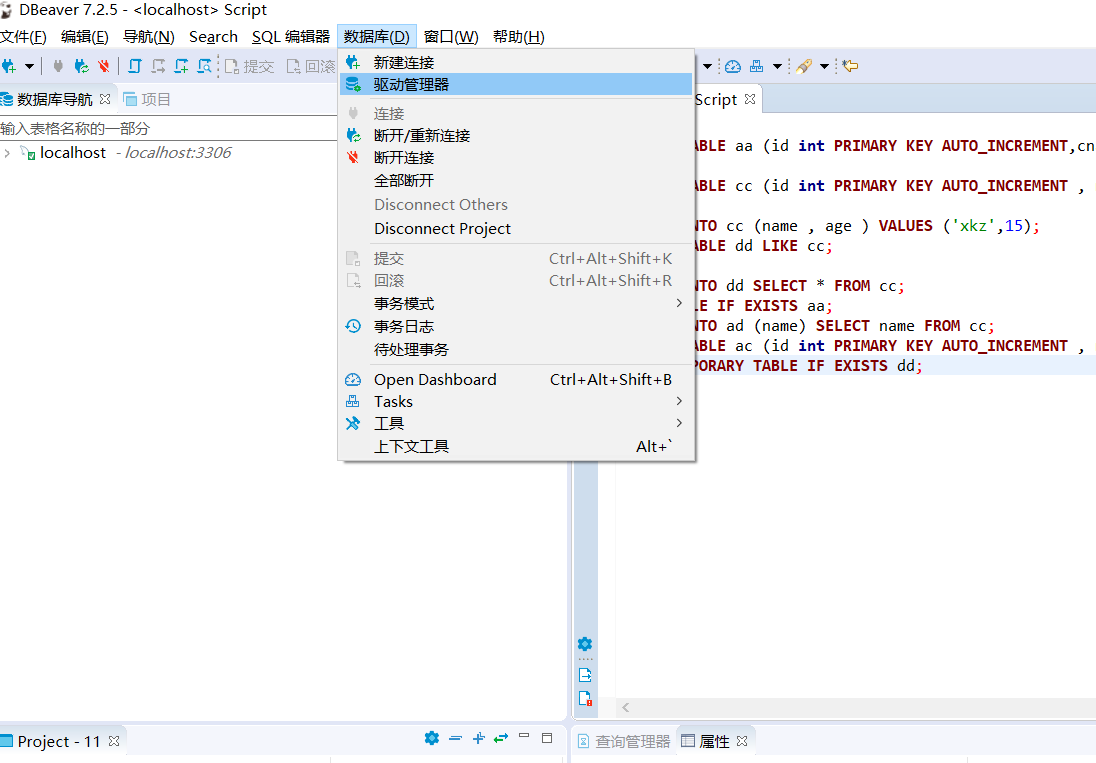 DBeaver 7.2.5 - <localhost> Script
文件(F) 编辑(E) 导航(N) Search SQL 编辑器 数据库(D) 窗口(W) 帮助(H)
提交 回滚
数据库导航 项目
输入表格名称的一部分
localhost - localhost:3306
新建连接
驱动管理器
连接
断开/重新连接
断开连接
全部断开
Disconnect Others
Disconnect Project
提交 Ctrl+Alt+Shift+K
回滚 Ctrl+Alt+Shift+R
事务模式
事务日志
待处理事务
Open Dashboard Ctrl+Alt+Shift+B
Tasks
工具
上下文工具 Alt+`
Script
ABLE aa (id int PRIMARY KEY AUTO_INCREMENT,cn
ABLE cc (id int PRIMARY KEY AUTO_INCREMENT ,
NTO cc (name , age ) VALUES ('xkz',15);
ABLE dd LIKE cc;
NTO dd SELECT * FROM cc;
LE IF EXISTS aa;
NTO ad (name) SELECT name FROM cc;
ABLE ac (id int PRIMARY KEY AUTO_INCREMENT ,
PORARY TABLE IF EXISTS dd;
Project - 11
查询管理器 属性